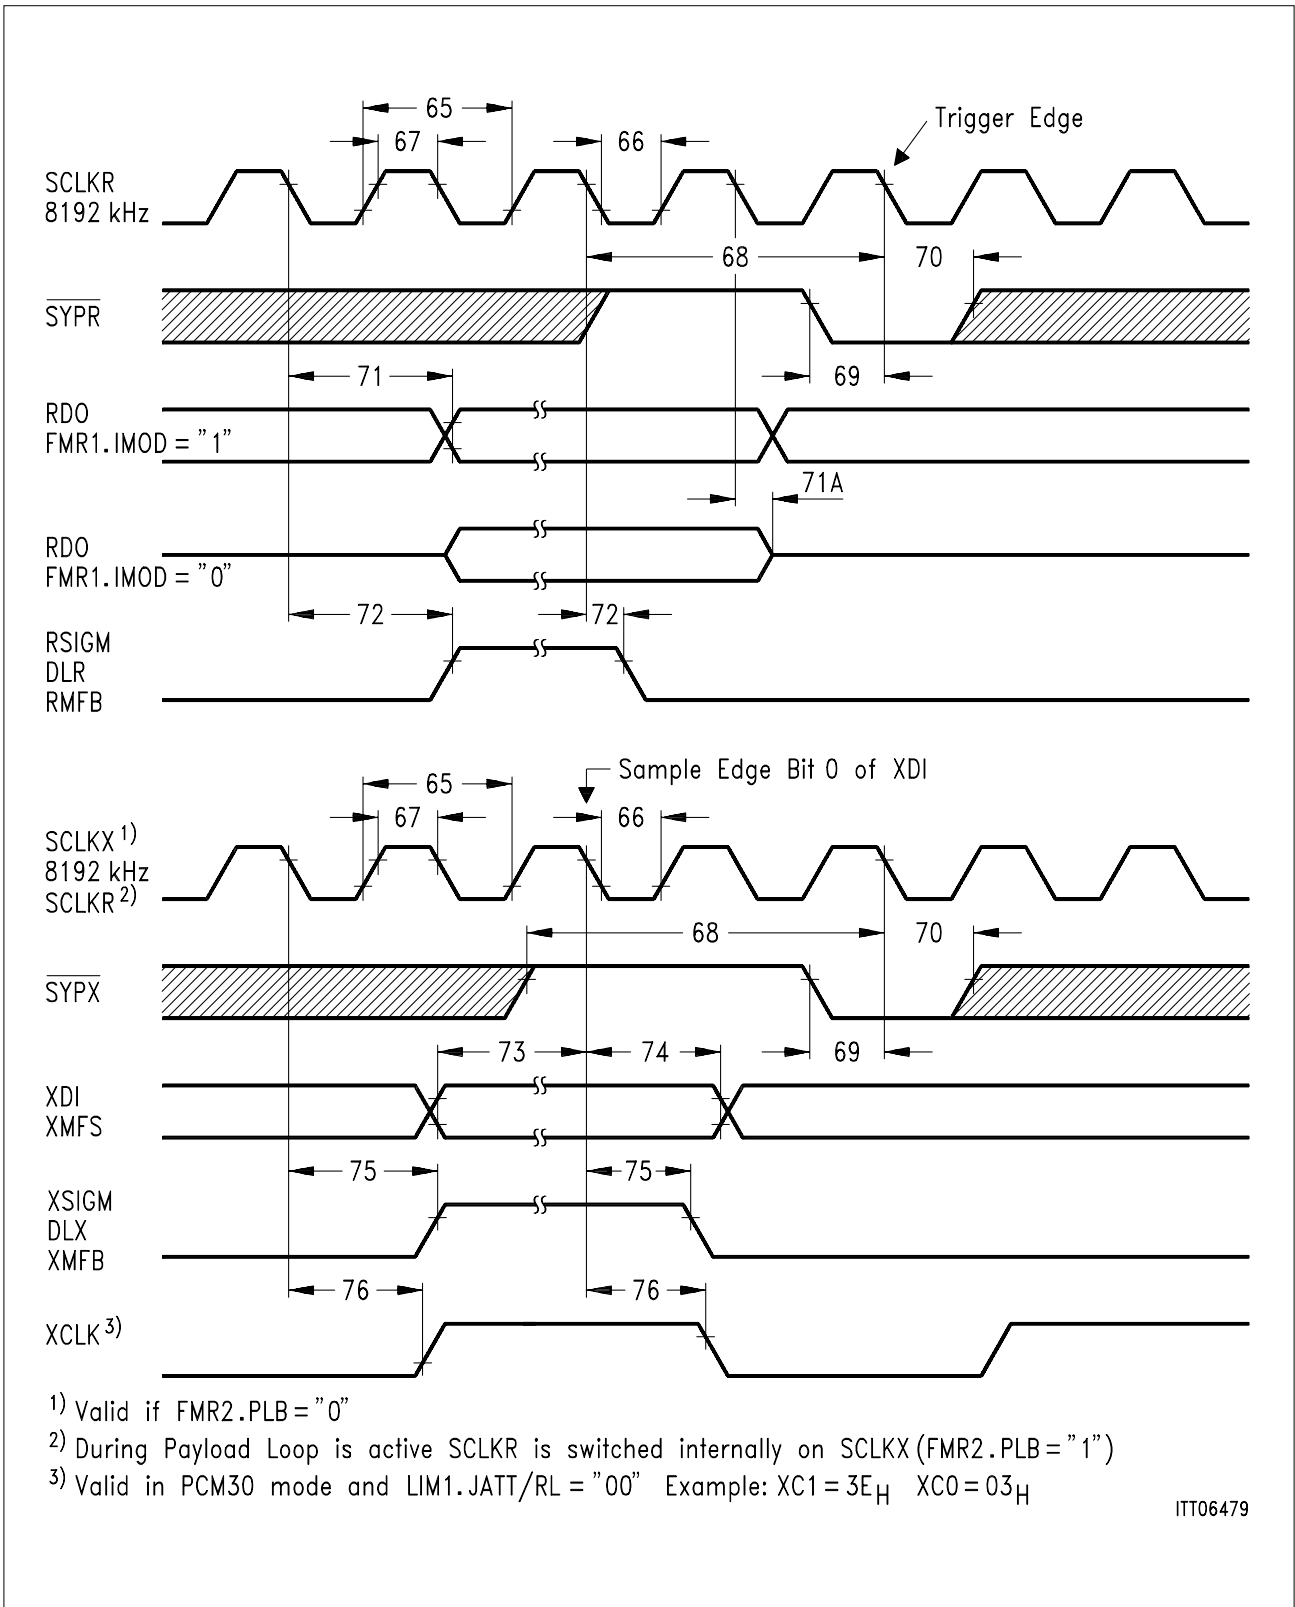 65
Trigger Edge
67
66
SCLKR
8192 kHz
68
70
SYPR
71
69
RDO
FMR1.IMOD = "1"
71A
RDO
FMR1.IMOD = "0"
72
72
RSIGM
DLR
RMFB
Sample Edge Bit 0 of XDI
65
67
66
SCLKX 1)
8192 kHz
SCLKR 2)
68
70
SYPX
73
74
69
XDI
XMFS
75
75
XSIGM
DLX
XMFB
76
76
XCLK 3)
1) Valid if FMR2.PLB = "0"
2) During Payload Loop is active SCLKR is switched internally on SCLKX (FMR2.PLB = "1")
3) Valid in PCM30 mode and LIM1.JATT/RL = "00" Example: XC1 = 3EH XC0 = 03H
ITT06479